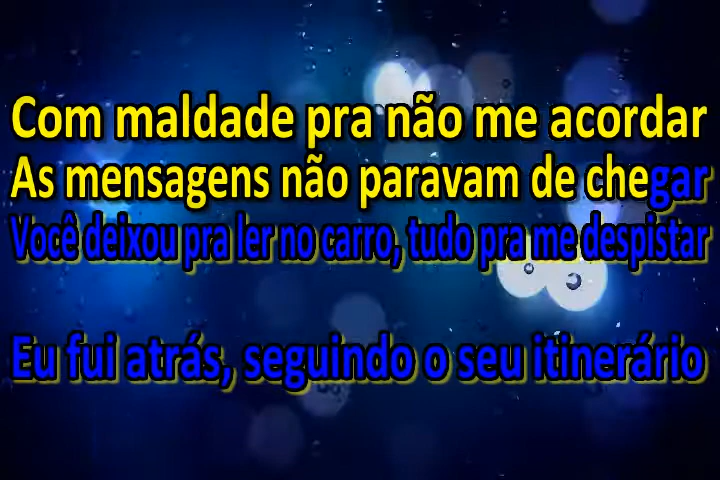 Com maldade pra não me acordar
As mensagens não paravam de chegar
Você deixou pra ler no carro, tudo pra me despistar
Eu fui atrás, seguindo o seu itinerário